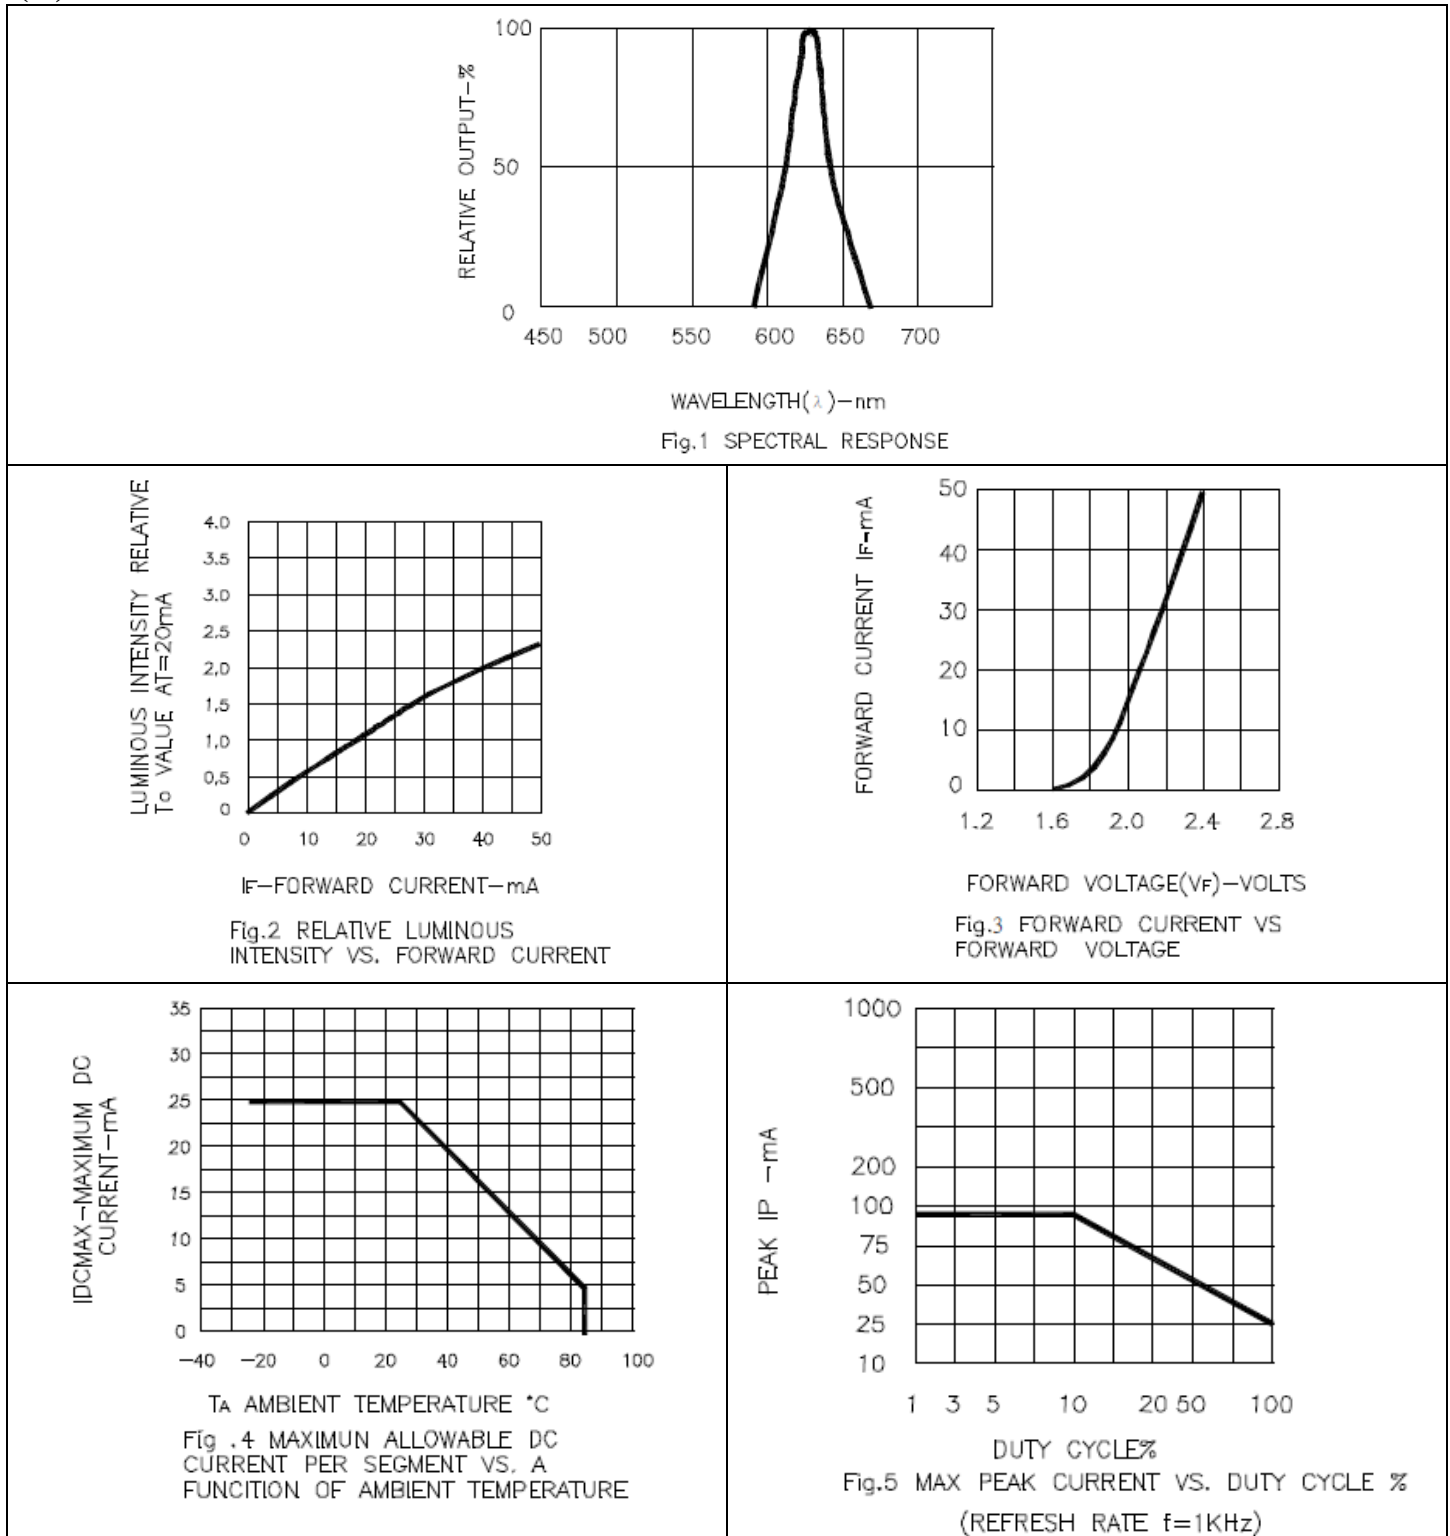 100
50
0
RELATIVE OUTPUT-%
450 500 550 600 650 700
WAVELENGTH(λ)-nm
Fig.1 SPECTRAL RESPONSE
LUMINOUS INTENSITY RELATIVE
To VALUE AT=20mA
4.0
3.5
3.0
2.5
2.0
1.5
1.0
0.5
0
0 10 20 30 40 50
IF-FORWARD CURRENT-mA
Fig.2 RELATIVE LUMINOUS
INTENSITY VS. FORWARD CURRENT
FORWARD CURRENT IF-mA
50
40
30
20
10
0
1.2 1.6 2.0 2.4 2.8
FORWARD VOLTAGE(VF)-VOLTS
Fig.3 FORWARD CURRENT VS
FORWARD VOLTAGE
IDCMAX-MAXIMUM DC
CURRENT-mA
35
30
25
20
15
10
5
0
-40 -20 0 20 40 60 80 100
TA AMBIENT TEMPERATURE °C
Fig .4 MAXIMUN ALLOWABLE DC
CURRENT PER SEGMENT VS. A
FUNCITION OF AMBIENT TEMPERATURE
PEAK IP -mA
1000
500
200
100
75
50
25
10
1 3 5 10 20 50 100
DUTY CYCLE%
Fig.5 MAX PEAK CURRENT VS. DUTY CYCLE %
(REFRESH RATE f=1KHz)